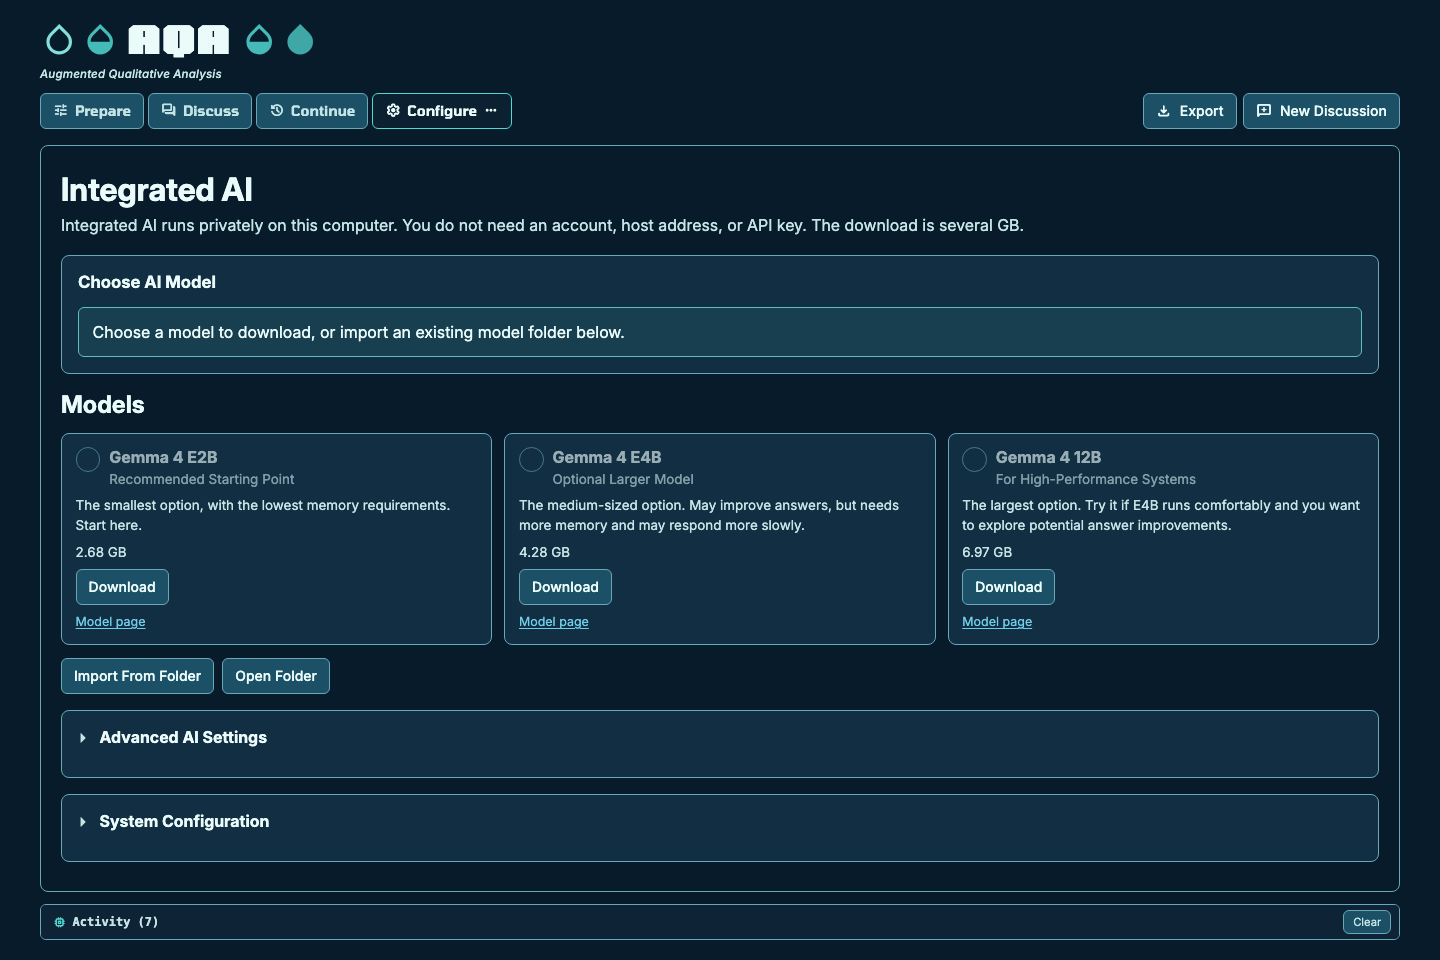 AQA
Augmented Qualitative Analysis
Prepare
Discuss
Continue
Configure ···
Export
New Discussion
Integrated AI
Integrated AI runs privately on this computer. You do not need an account, host address, or API key. The download is several GB.
Choose AI Model
Choose a model to download, or import an existing model folder below.
Models
Gemma 4 E2B
Recommended Starting Point
The smallest option, with the lowest memory requirements.
Start here.
2.68 GB
Download
Model page
Gemma 4 E4B
Optional Larger Model
The medium-sized option. May improve answers, but needs
more memory and may respond more slowly.
4.28 GB
Download
Model page
Gemma 4 12B
For High-Performance Systems
The largest option. Try it if E4B runs comfortably and you want
to explore potential answer improvements.
6.97 GB
Download
Model page
Import From Folder
Open Folder
Advanced AI Settings
System Configuration
Activity (7)
Clear